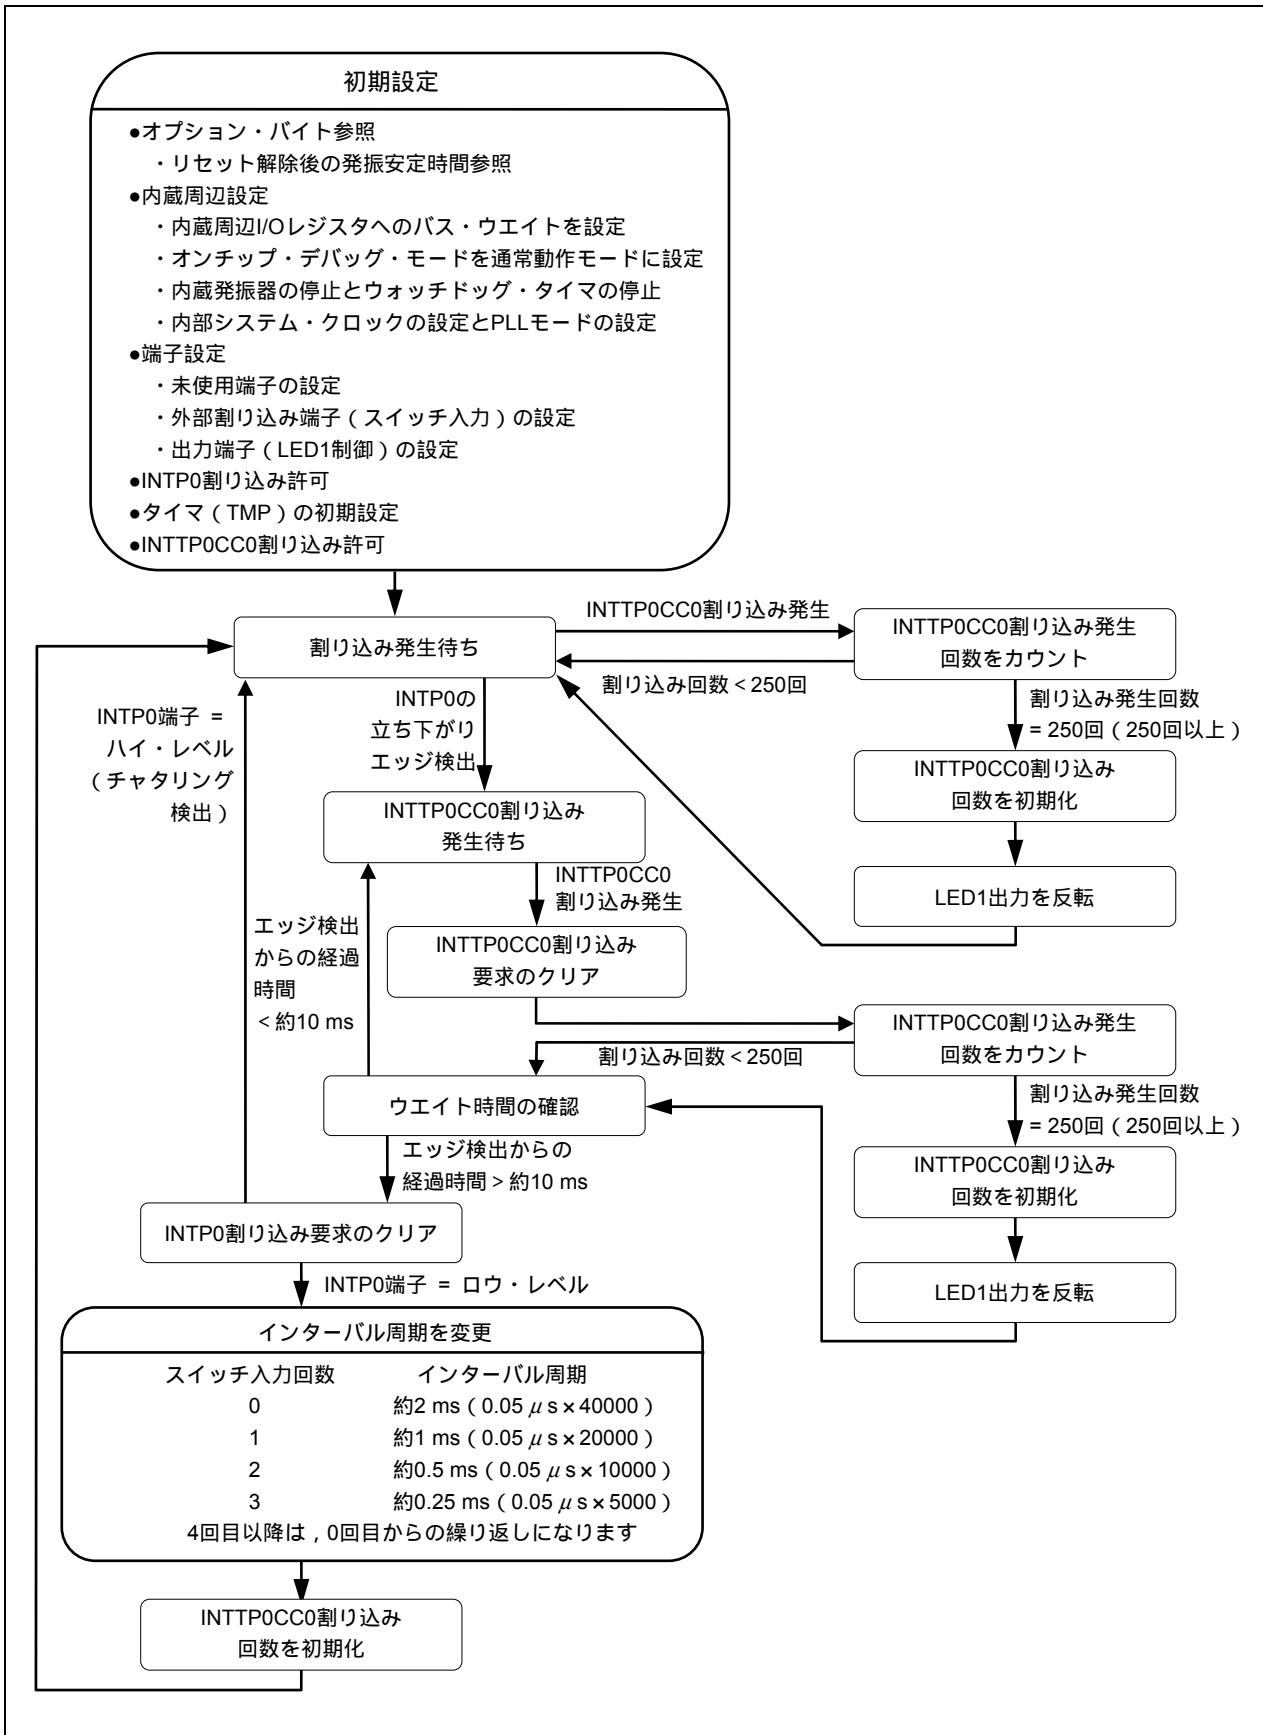 初期設定
●オプション・バイト参照
・リセット解除後の発振安定時間参照
●内蔵周辺設定
・内蔵周辺I/Oレジスタへのバス・ウエイトを設定
・オンチップ・デバッグ・モードを通常動作モードに設定
・内蔵発振器の停止とウォッチドッグ・タイマの停止
・内部システム・クロックの設定とPLLモードの設定
●端子設定
・未使用端子の設定
・外部割り込み端子（スイッチ入力）の設定
・出力端子（LED1制御）の設定
●INTP0割り込み許可
●タイマ（TMP）の初期設定
●INTTP0CC0割り込み許可
割り込み発生待ち
INTTP0CC0割り込み発生
INTTP0CC0割り込み発生
回数をカウント
割り込み回数＜250回
割り込み発生回数
= 250回（250回以上）
INTTP0CC0割り込み
回数を初期化
LED1出力を反転
INTP0端子 =
ハイ・レベル
（チャタリング
検出）
INTP0の
立ち下がり
エッジ検出
INTTP0CC0割り込み
発生待ち
INTTP0CC0
割り込み発生
エッジ検出
からの経過
時間
＜約10 ms
INTTP0CC0割り込み
要求のクリア
INTTP0CC0割り込み発生
回数をカウント
割り込み回数＜250回
割り込み発生回数
= 250回（250回以上）
INTTP0CC0割り込み
回数を初期化
LED1出力を反転
ウエイト時間の確認
エッジ検出からの
経過時間＞約10 ms
INTP0割り込み要求のクリア
INTP0端子 = ロウ・レベル
インターバル周期を変更
スイッチ入力回数 インターバル周期
0 約2 ms（0.05 μs×40000）
1 約1 ms（0.05 μs×20000）
2 約0.5 ms（0.05 μs×10000）
3 約0.25 ms（0.05 μs×5000）
4回目以降は，0回目からの繰り返しになります
INTTP0CC0割り込み
回数を初期化